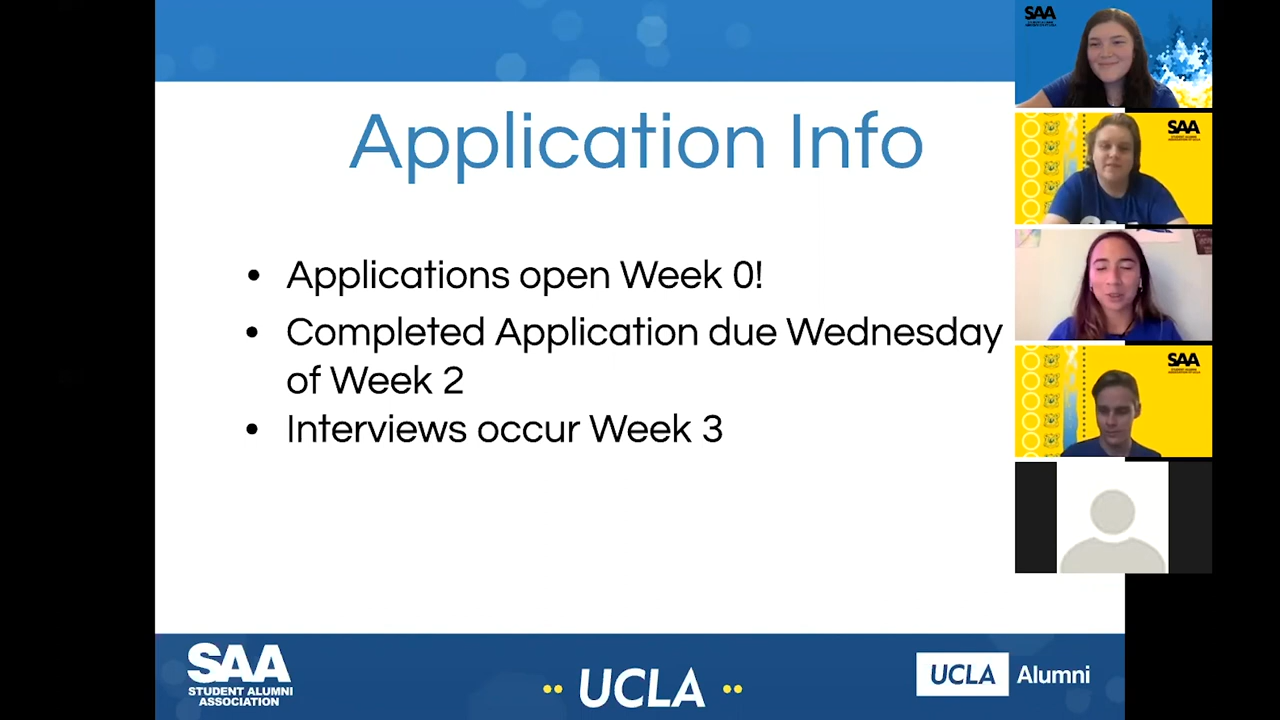 Application Info
• Applications open Week 0!
• Completed Application due Wednesday
of Week 2
• Interviews occur Week 3
SAA
SAA
SAA
SAA
STUDENT ALUMNI
ASSOCIATION
UCLA
UCLA Alumni